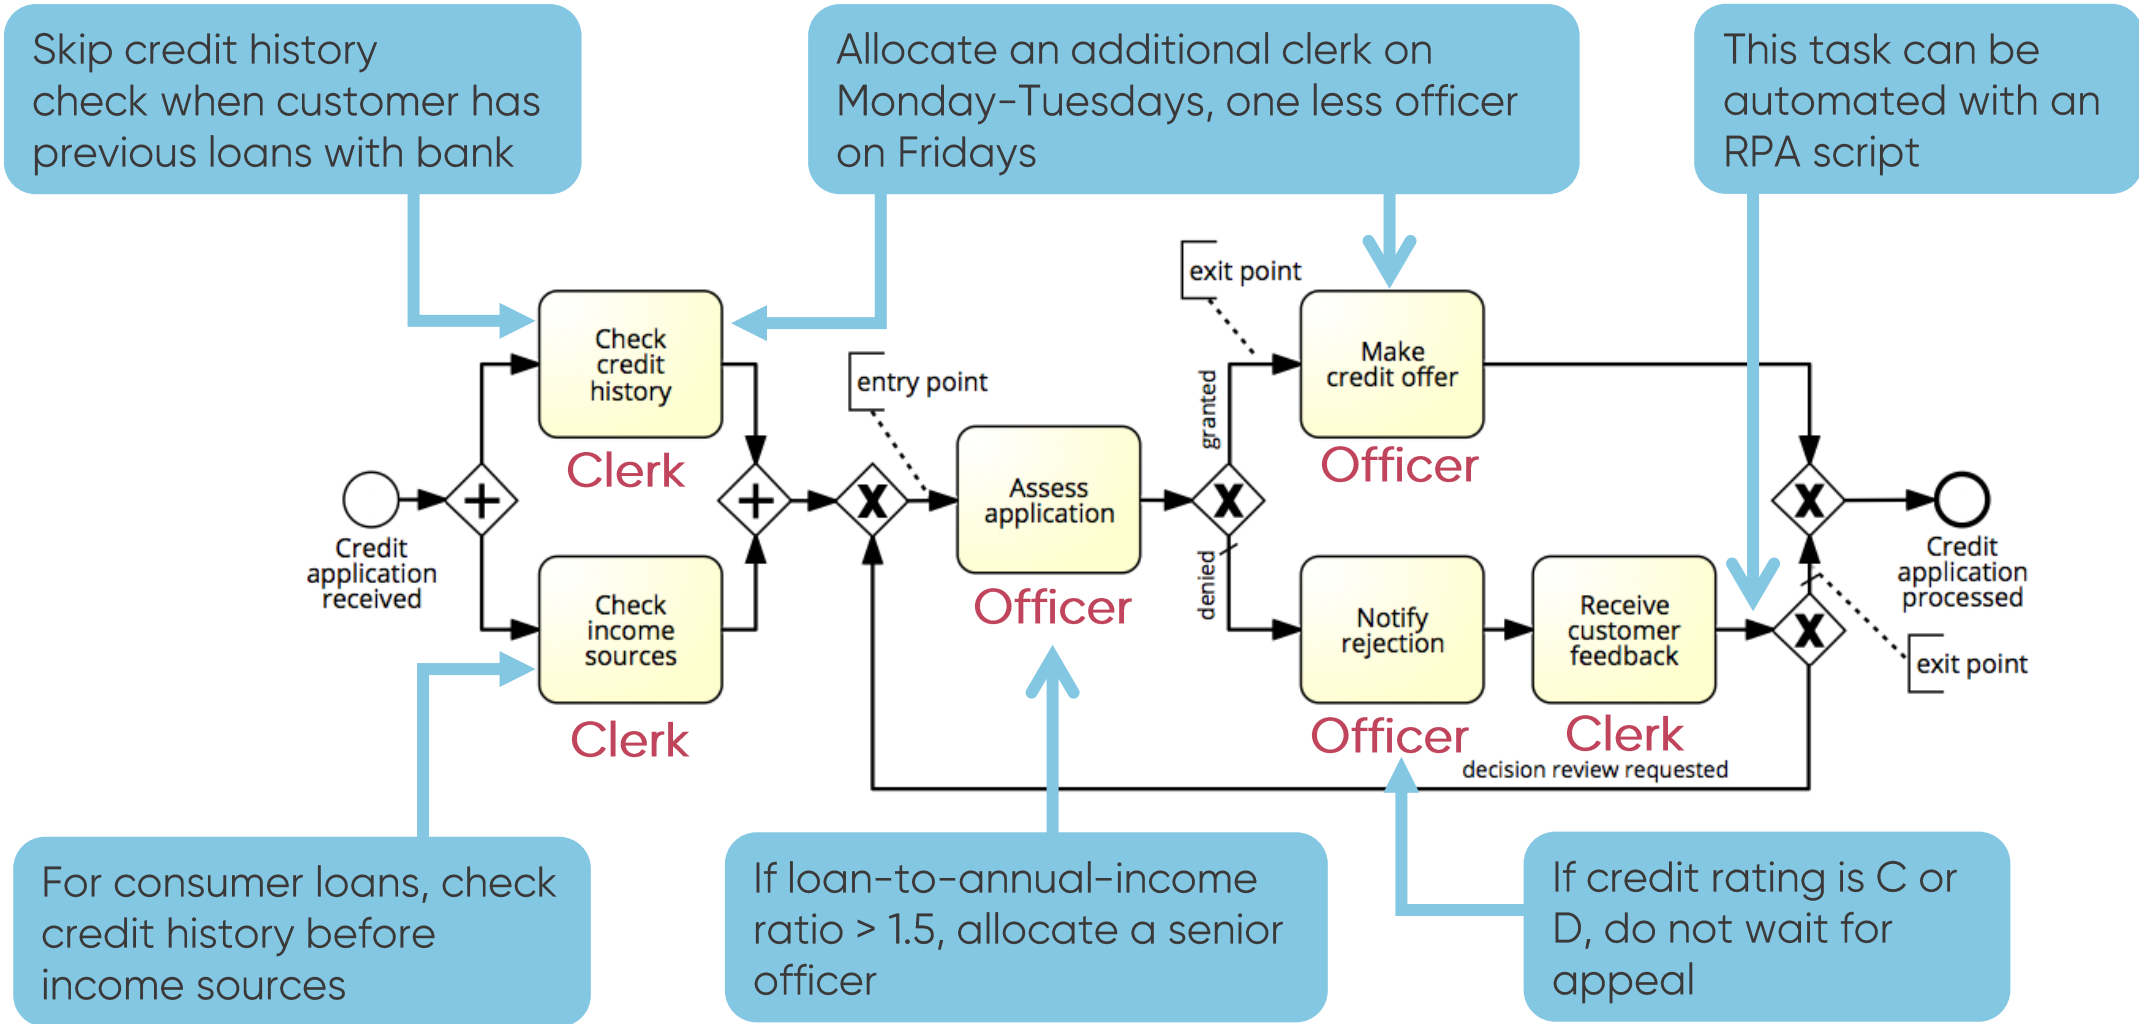 Skip credit history
check when customer has
previous loans with bank
Allocate an additional clerk on
Monday-Tuesdays, one less officer
on Fridays
This task can be
automated with an
RPA script
exit point
Check
credit
history
Clerk
entry point
granted
Make
credit offer
Officer
Credit
application
received
Assess
application
Officer
denied
Credit
application
processed
Check
income
sources
Clerk
Notify
rejection
Officer
Receive
customer
feedback
Clerk
exit point
decision review requested
For consumer loans, check
credit history before
income sources
If loan-to-annual-income
ratio > 1.5, allocate a senior
officer
If credit rating is C or
D, do not wait for
appeal